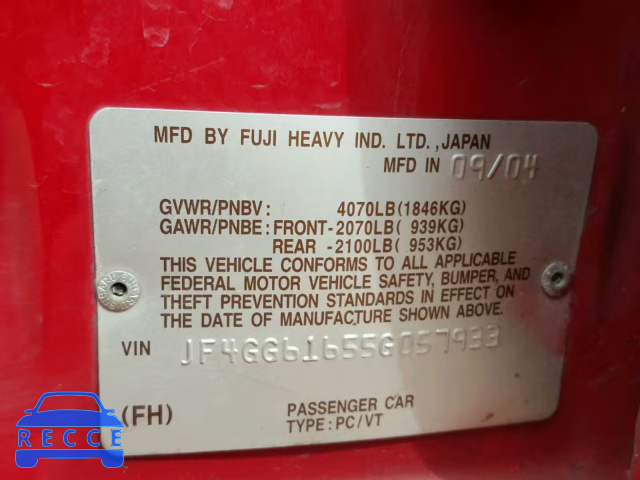 MFD BY FUJI HEAVY IND. LTD., JAPAN
MFD IN 09/04
GVWR/PNBV: 4070LB(1846KG)
GAWR/PNBE: FRONT-2070LB( 939KG)
REAR -2100LB( 953KG)
THIS VEHICLE CONFORMS TO ALL APPLICABLE
FEDERAL MOTOR VEHICLE SAFETY, BUMPER, AND
THEFT PREVENTION STANDARDS IN EFFECT ON
THE DATE OF MANUFACTURE SHOWN ABOVE.
VIN JF4GG61655G057933
(FH) PASSENGER CAR
TYPE: PC/VT
RECCE